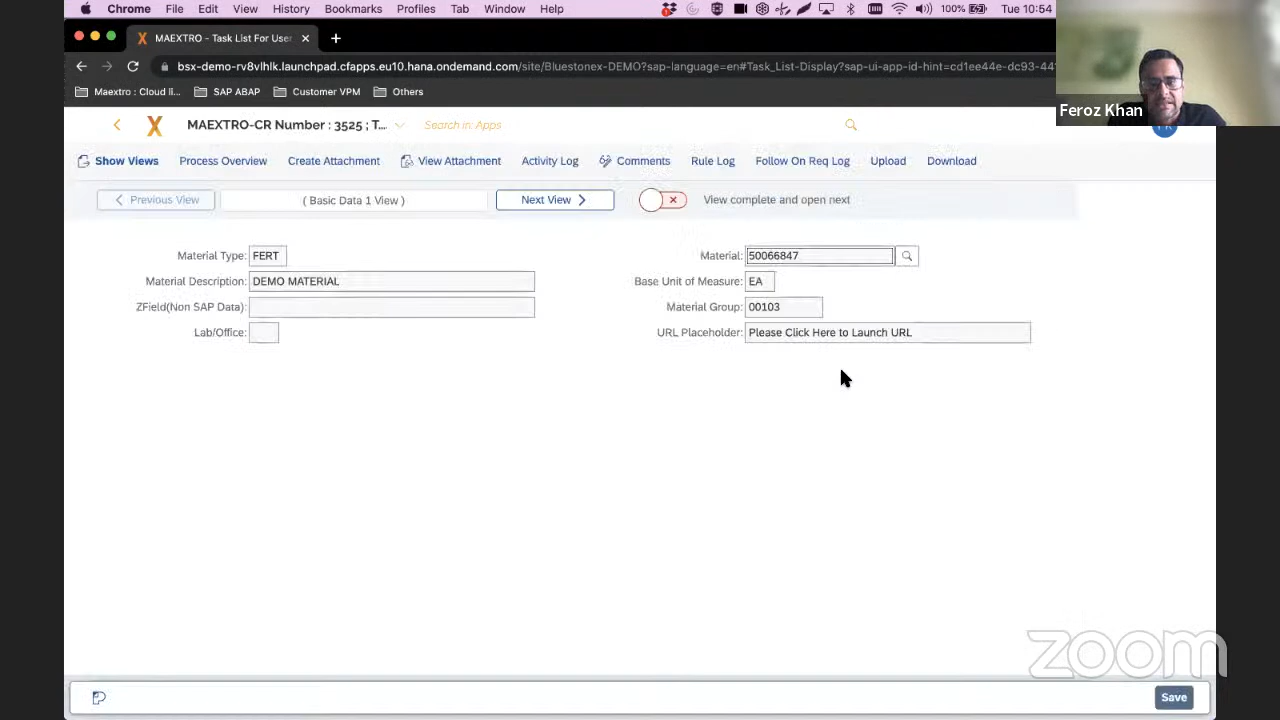 Chrome File Edit View History Bookmarks Profiles Tab Window Help 100% Tue 10:54
MAEXTRO - Task List For User
bsx-demo-rv8vlhlk.launchpad.cfapps.eu10.hana.ondemand.com/site/Bluestonex-DEMO?sap-language=en#Task_List-Display?sap-ui-app-id-hint=cd1ee44e-dc93-441
Maextro : Cloud li... SAP ABAP Customer VPM Others
Feroz Khan
MAEXTRO-CR Number : 3525 ; T... Search in: Apps
Show Views Process Overview Create Attachment View Attachment Activity Log Comments Rule Log Follow On Req Log Upload Download
Previous View ( Basic Data 1 View ) Next View View complete and open next
Material Type: FERT Material: 50066847
Material Description: DEMO MATERIAL Base Unit of Measure: EA
ZField(Non SAP Data): Material Group: 00103
Lab/Office: URL Placeholder: Please Click Here to Launch URL
zoom
Save